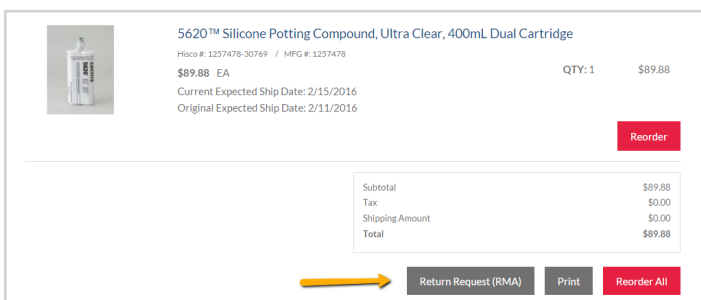 5620™ Silicone Potting Compound, Ultra Clear, 400mL Dual Cartridge
Hisco #: 1257478-30769 / MFG #: 1257478
$89.88 EA QTY: 1 $89.88
Current Expected Ship Date: 2/15/2016
Original Expected Ship Date: 2/11/2016
5620
Reorder
Subtotal $89.88
Tax $0.00
Shipping Amount $0.00
Total $89.88
Return Request (RMA) Print Reorder All